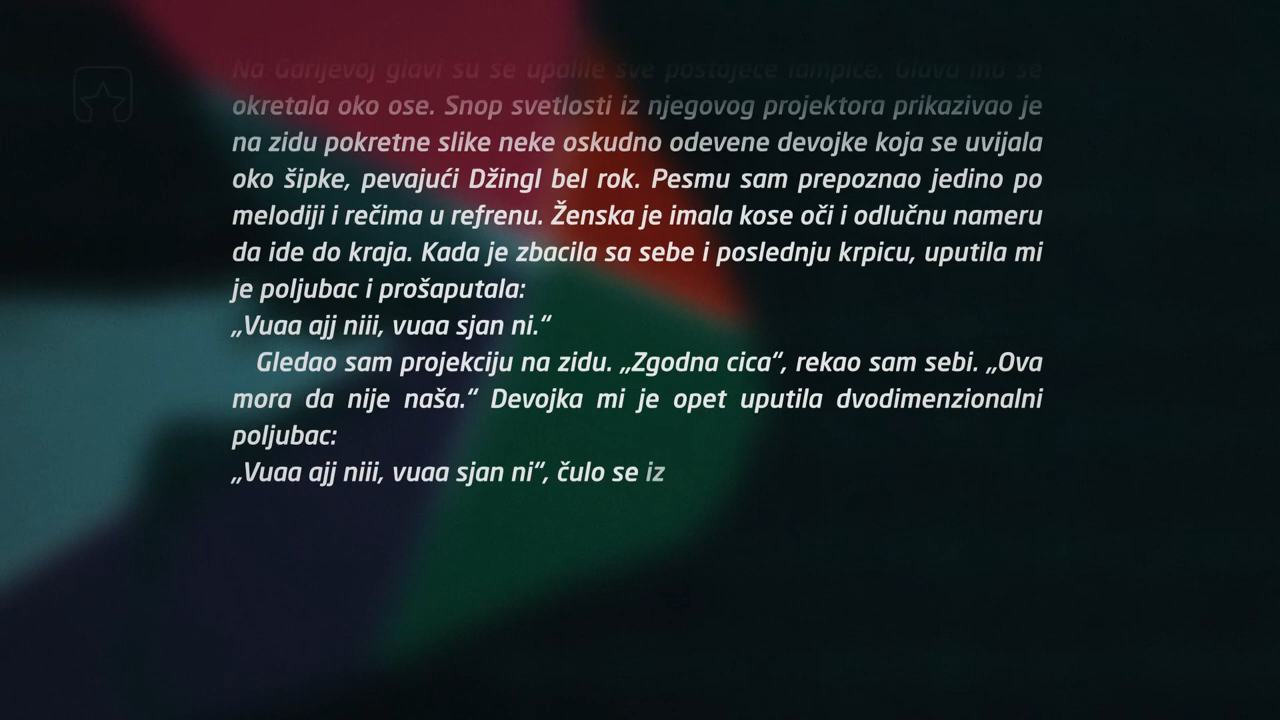 Na Garijevoj glavi su se upalile sve postojeće lampice. Glava mu se
okretala oko ose. Snop svetlosti iz njegovog projektora prikazivao je
na zidu pokretne slike neke oskudno odevene devojke koja se uvijala
oko šipke, pevajući Džingl bel rok. Pesmu sam prepoznao jedino po
melodiji i rečima u refrenu. Ženska je imala kose oči i odlučnu nameru
da ide do kraja. Kada je zbacila sa sebe i poslednju krpicu, uputila mi
je poljubac i prošaputala:
„Vuaa ajj niii, vuaa sjan ni.“
Gledao sam projekciju na zidu. „Zgodna cica“, rekao sam sebi. „Ova
mora da nije naša.“ Devojka mi je opet uputila dvodimenzionalni
poljubac:
„Vuaa ajj niii, vuaa sjan ni“, čulo se iz